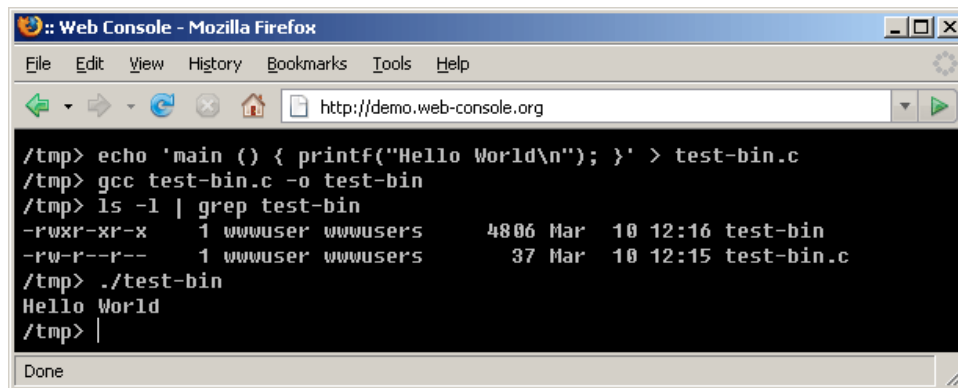 :: Web Console - Mozilla Firefox
File Edit View History Bookmarks Tools Help
http://demo.web-console.org
/tmp> echo 'main () { printf("Hello World\n"); }' > test-bin.c
/tmp> gcc test-bin.c -o test-bin
/tmp> ls -l | grep test-bin
-rwxr-xr-x    1 wwwuser wwwusers     4806 Mar  10 12:16 test-bin
-rw-r--r--    1 wwwuser wwwusers       37 Mar  10 12:15 test-bin.c
/tmp> ./test-bin
Hello World
/tmp>
Done